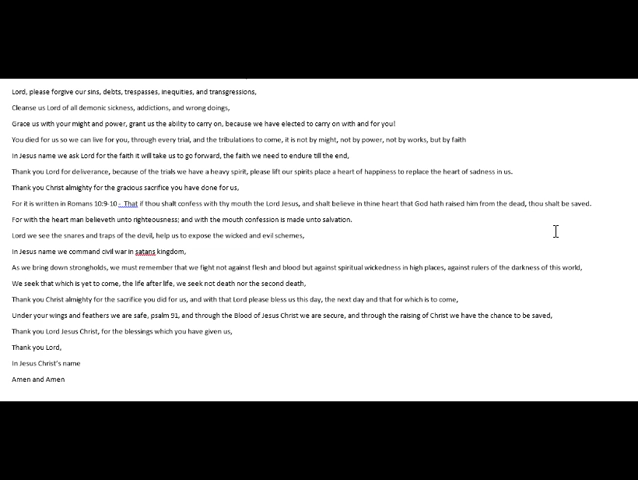 Lord, please forgive our sins, debts, trespasses, inequities, and transgressions,
Cleanse us Lord of all demonic sickness, addictions, and wrong doings,
Grace us with your might and power, grant us the ability to carry on, because we have elected to carry on with and for you!
You died for us so we can live for you, through every trial, and the tribulations to come, it is not by might, not by power, not by works, but by faith
In Jesus name we ask Lord for the faith it will take us to go forward, the faith we need to endure till the end,
Thank you Lord for deliverance, because of the trials we have a heavy spirit, please lift our spirits place a heart of happiness to replace the heart of sadness in us.
Thank you Christ almighty for the gracious sacrifice you have done for us,
For it is written in Romans 10:9-10 : That if thou shalt confess with thy mouth the Lord Jesus, and shalt believe in thine heart that God hath raised him from the dead, thou shalt be saved.
For with the heart man believeth unto righteousness; and with the mouth confession is made unto salvation.
Lord we see the snares and traps of the devil, help us to expose the wicked and evil schemes,
In Jesus name we command civil war in satans kingdom,
As we bring down strongholds, we must remember that we fight not against flesh and blood but against spiritual wickedness in high places, against rulers of the darkness of this world,
We seek that which is yet to come, the life after life, we seek not death nor the second death,
Thank you Christ almighty for the sacrifice you did for us, and with that Lord please bless us this day, the next day and that for which is to come,
Under your wings and feathers we are safe, psalm 91, and through the Blood of Jesus Christ we are secure, and through the raising of Christ we have the chance to be saved,
Thank you Lord Jesus Christ, for the blessings which you have given us,
Thank you Lord,
In Jesus Christ's name
Amen and Amen